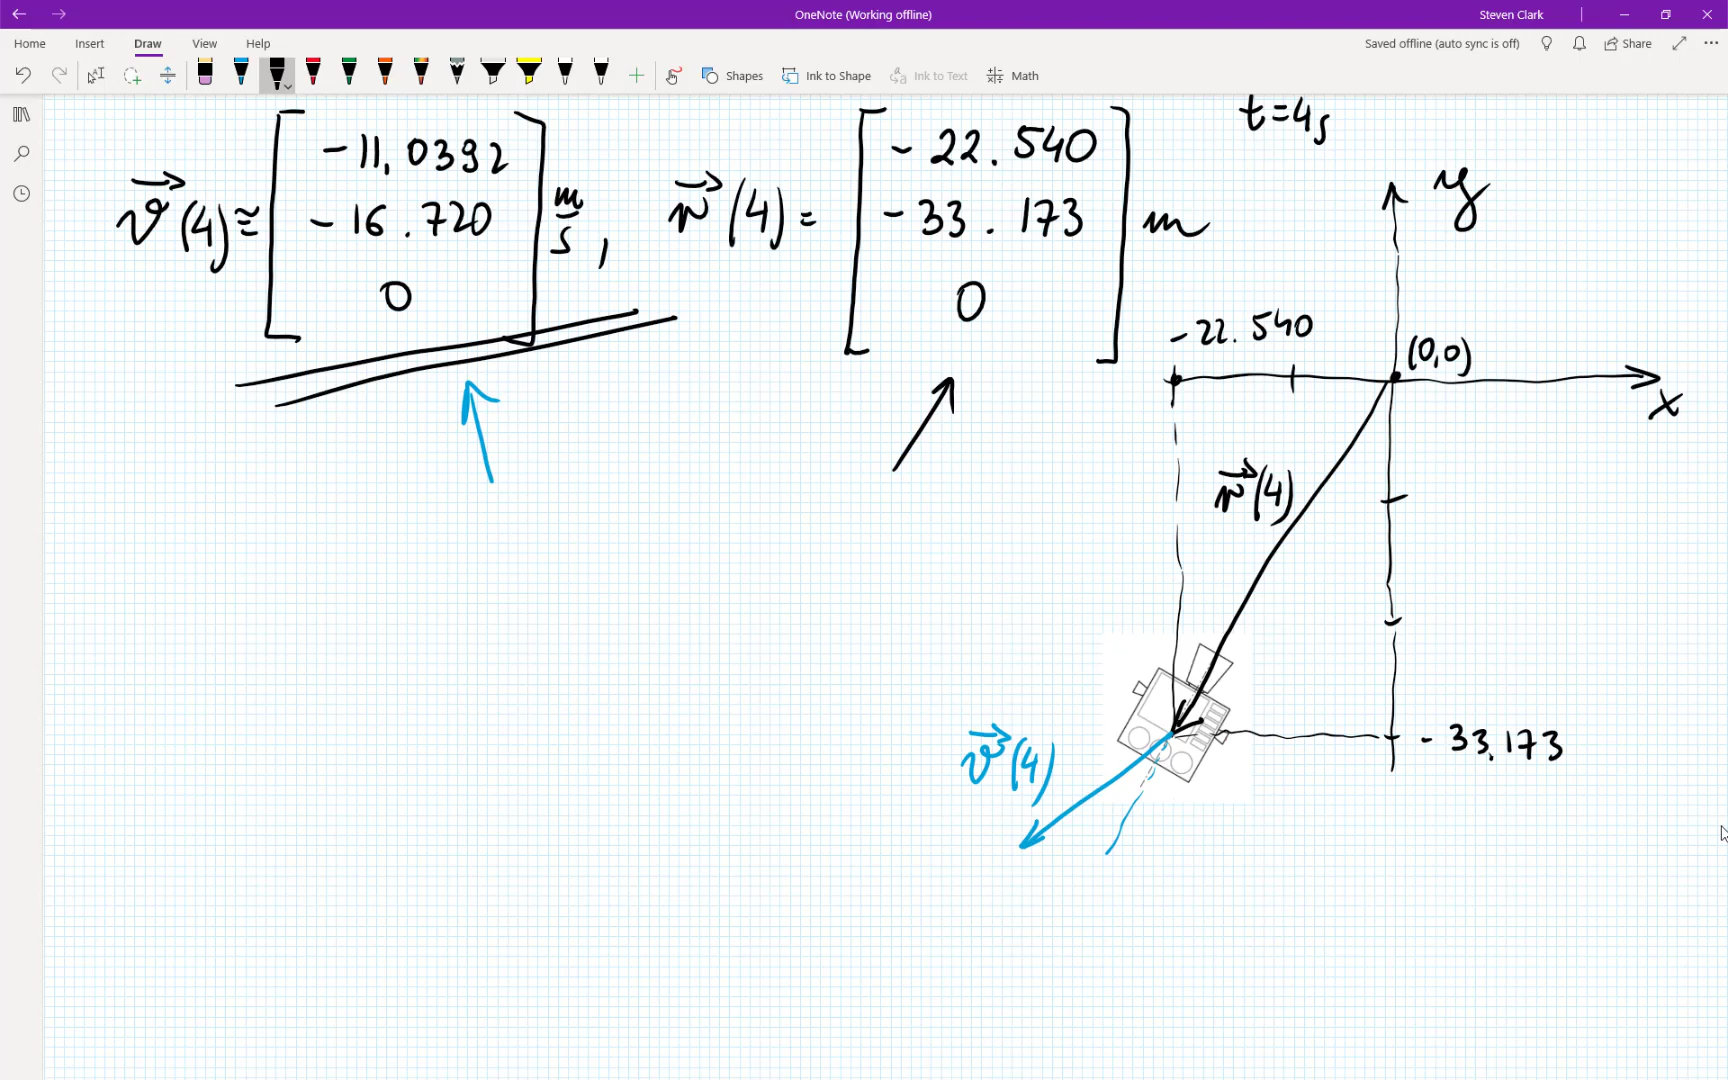 OneNote (Working offline)
Steven Clark
Home Insert Draw View Help
Saved offline (auto sync is off)
Share
Shapes
Ink to Shape
Ink to Text
Math
t=4s
v⃗(4)≅ [ -11,0392 -16.720 0 ] m/s,
r⃗(4)= [ -22.540 -33.173 0 ] m
y
-22.540
(0,0)
x
r⃗(4)
v⃗(4)
-33,173